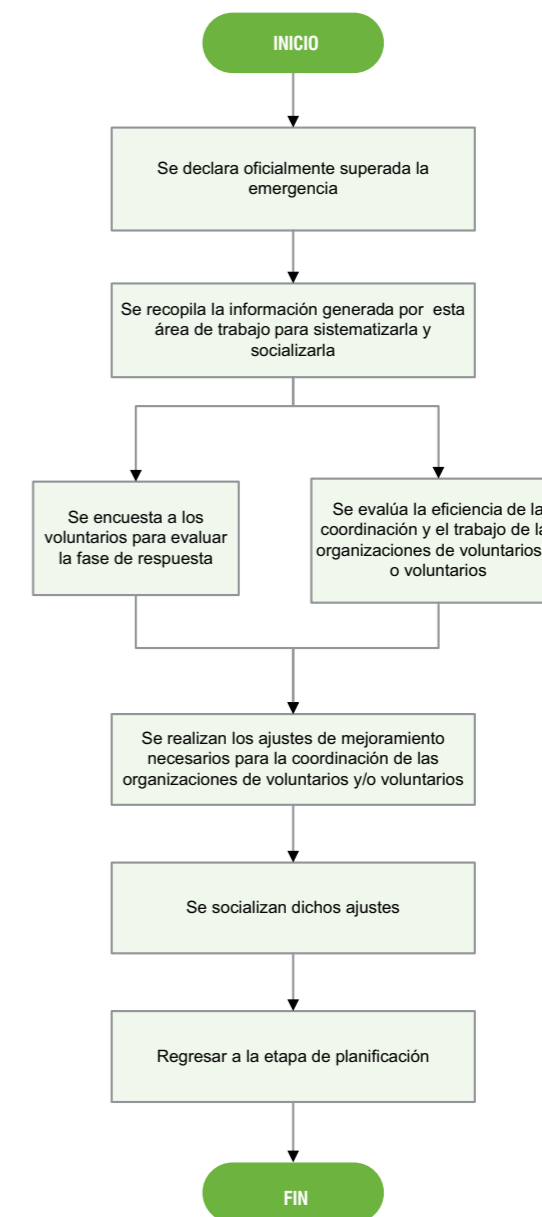 INICIO
Se declara oficialmente superada la
emergencia
Se recopila la información generada por esta
área de trabajo para sistematizarla y
socializarla
Se encuesta a los
voluntarios para evaluar
la fase de respuesta
Se evalúa la eficiencia de la
coordinación y el trabajo de
organizaciones de voluntarios
o voluntarios
Se realizan los ajustes de mejoramiento
necesarios para la coordinación de las
organizaciones de voluntarios y/o voluntarios
Se socializan dichos ajustes
Regresar a la etapa de planificación
FIN